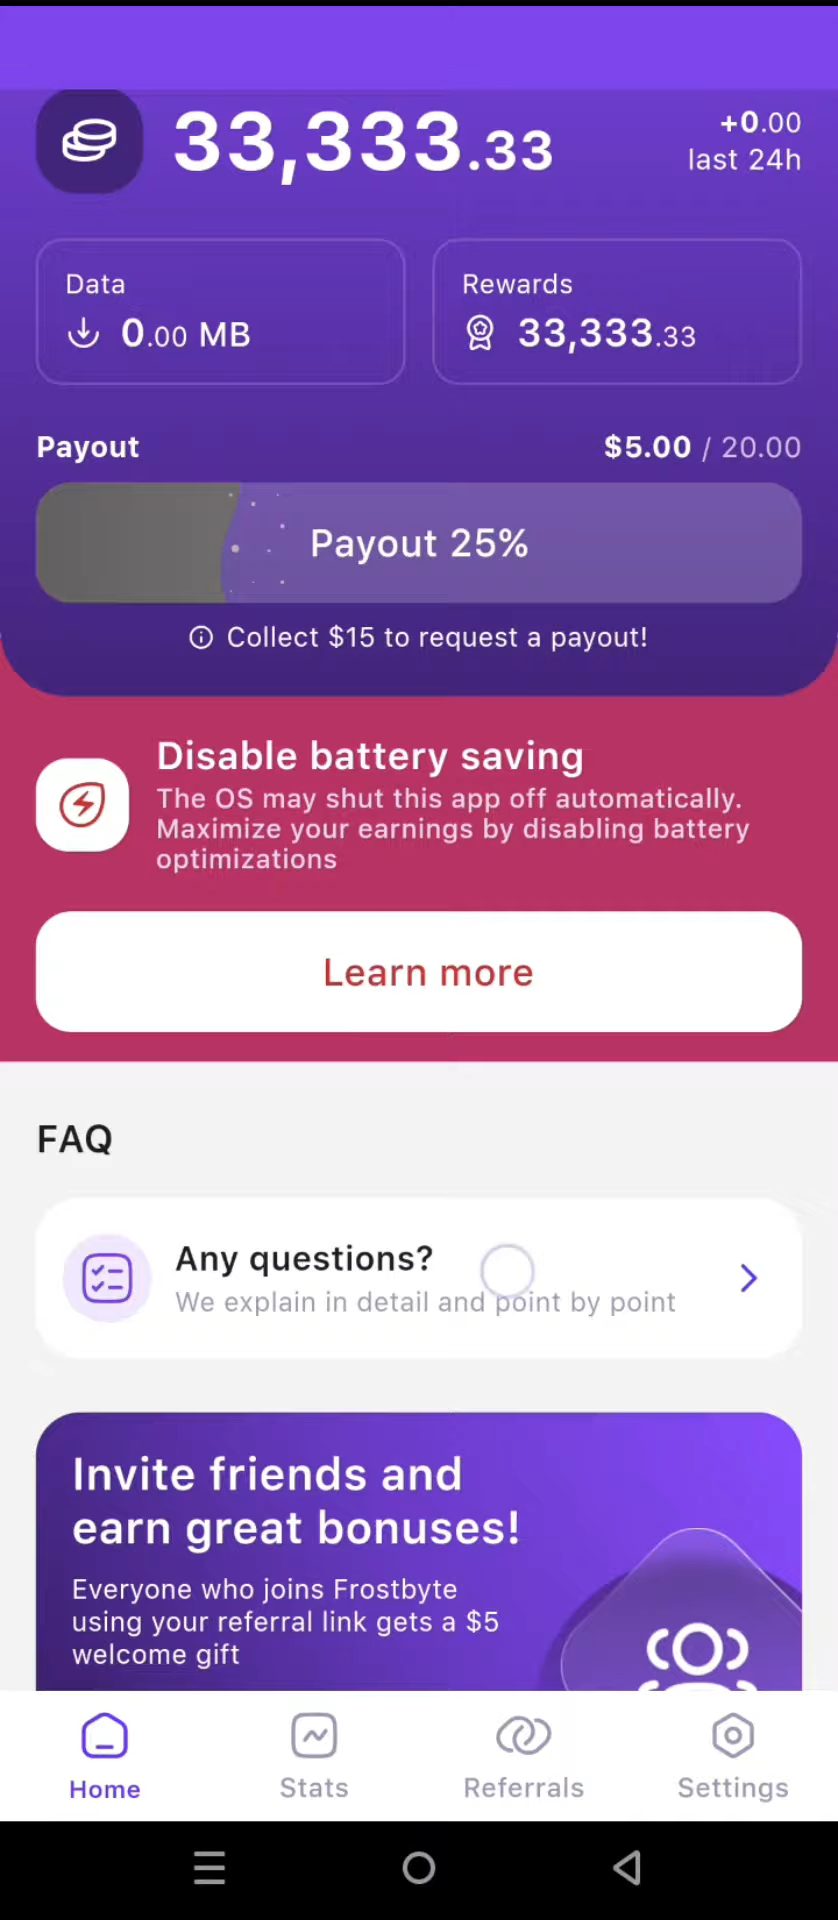 33,333.33
+0.00
last 24h
Data
0.00 MB
Rewards
33,333.33
Payout
$5.00 / 20.00
Payout 25%
Collect $15 to request a payout!
Disable battery saving
The OS may shut this app off automatically.
Maximize your earnings by disabling battery
optimizations
Learn more
FAQ
Any questions?
We explain in detail and point by point
Invite friends and
earn great bonuses!
Everyone who joins Frostbyte
using your referral link gets a $5
welcome gift
Home
Stats
Referrals
Settings